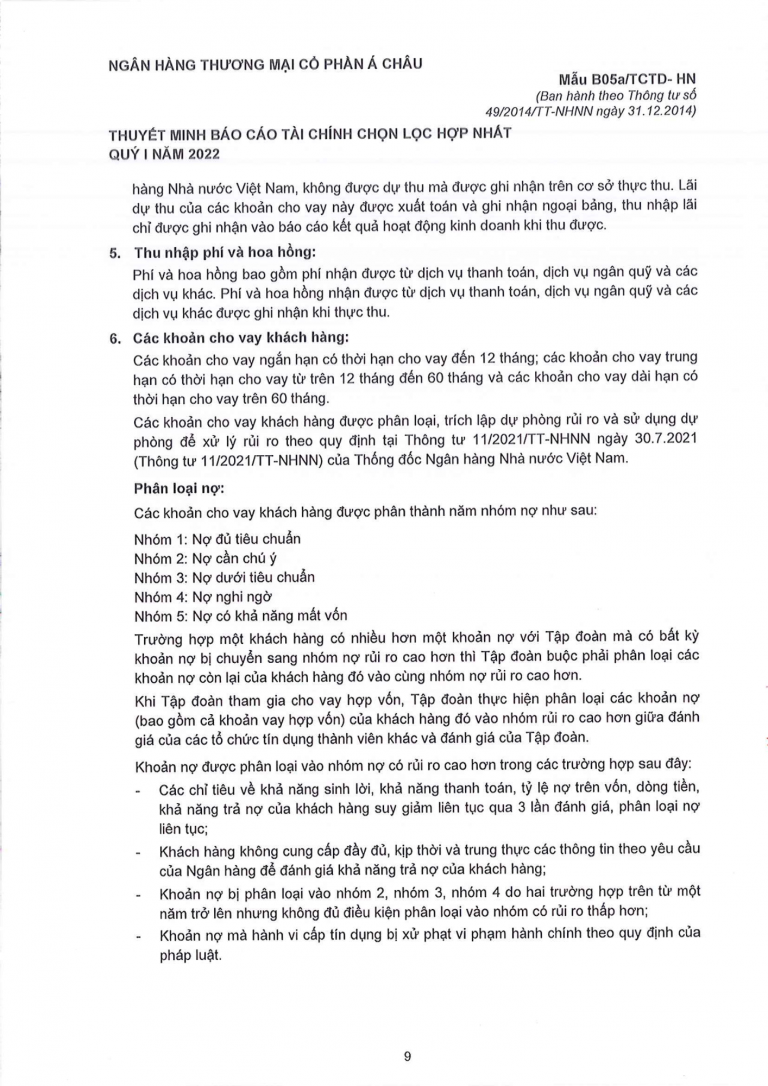 NGÂN HÀNG THƯƠNG MẠI CỔ PHẦN Á CHÂU
Mẫu B05a/TCTD- HN
(Ban hành theo Thông tư số
49/2014/TT-NHNN ngày 31.12.2014)
THUYẾT MINH BÁO CÁO TÀI CHÍNH CHỌN LỌC HỢP NHẤT
QUÝ I NĂM 2022
hàng Nhà nước Việt Nam, không được dự thu mà được ghi nhận trên cơ sở thực thu. Lãi
dự thu của các khoản cho vay này được xuất toán và ghi nhận ngoại bảng, thu nhập lãi
chỉ được ghi nhận vào báo cáo kết quả hoạt động kinh doanh khi thu được.
5. Thu nhập phí và hoa hồng:
Phí và hoa hồng bao gồm phí nhận được từ dịch vụ thanh toán, dịch vụ ngân quỹ và các
dịch vụ khác. Phí và hoa hồng nhận được từ dịch vụ thanh toán, dịch vụ ngân quỹ và các
dịch vụ khác được ghi nhận khi thực thu.
6. Các khoản cho vay khách hàng:
Các khoản cho vay ngắn hạn có thời hạn cho vay đến 12 tháng; các khoản cho vay trung
hạn có thời hạn cho vay từ trên 12 tháng đến 60 tháng và các khoản cho vay dài hạn có
thời hạn cho vay trên 60 tháng.
Các khoản cho vay khách hàng được phân loại, trích lập dự phòng rủi ro và sử dụng dự
phòng để xử lý rủi ro theo quy định tại Thông tư 11/2021/TT-NHNN ngày 30.7.2021
(Thông tư 11/2021/TT-NHNN) của Thống đốc Ngân hàng Nhà nước Việt Nam.
Phân loại nợ:
Các khoản cho vay khách hàng được phân thành năm nhóm nợ như sau:
Nhóm 1: Nợ đủ tiêu chuẩn
Nhóm 2: Nợ cần chú ý
Nhóm 3: Nợ dưới tiêu chuẩn
Nhóm 4: Nợ nghi ngờ
Nhóm 5: Nợ có khả năng mất vốn
Trường hợp một khách hàng có nhiều hơn một khoản nợ với Tập đoàn mà có bất kỳ
khoản nợ bị chuyển sang nhóm nợ rủi ro cao hơn thì Tập đoàn buộc phải phân loại các
khoản nợ còn lại của khách hàng đó vào cùng nhóm nợ rủi ro cao hơn.
Khi Tập đoàn tham gia cho vay hợp vốn, Tập đoàn thực hiện phân loại các khoản nợ
(bao gồm cả khoản vay hợp vốn) của khách hàng đó vào nhóm rủi ro cao hơn giữa đánh
giá của các tổ chức tín dụng thành viên khác và đánh giá của Tập đoàn.
Khoản nợ được phân loại vào nhóm nợ có rủi ro cao hơn trong các trường hợp sau đây:
- Các chỉ tiêu về khả năng sinh lời, khả năng thanh toán, tỷ lệ nợ trên vốn, dòng tiền,
khả năng trả nợ của khách hàng suy giảm liên tục qua 3 lần đánh giá, phân loại nợ
liên tục;
- Khách hàng không cung cấp đầy đủ, kịp thời và trung thực các thông tin theo yêu cầu
của Ngân hàng để đánh giá khả năng trả nợ của khách hàng;
- Khoản nợ bị phân loại vào nhóm 2, nhóm 3, nhóm 4 do hai trường hợp trên từ một
năm trở lên nhưng không đủ điều kiện phân loại vào nhóm có rủi ro thấp hơn;
- Khoản nợ mà hành vi cấp tín dụng bị xử phạt vi phạm hành chính theo quy định của
pháp luật.
9